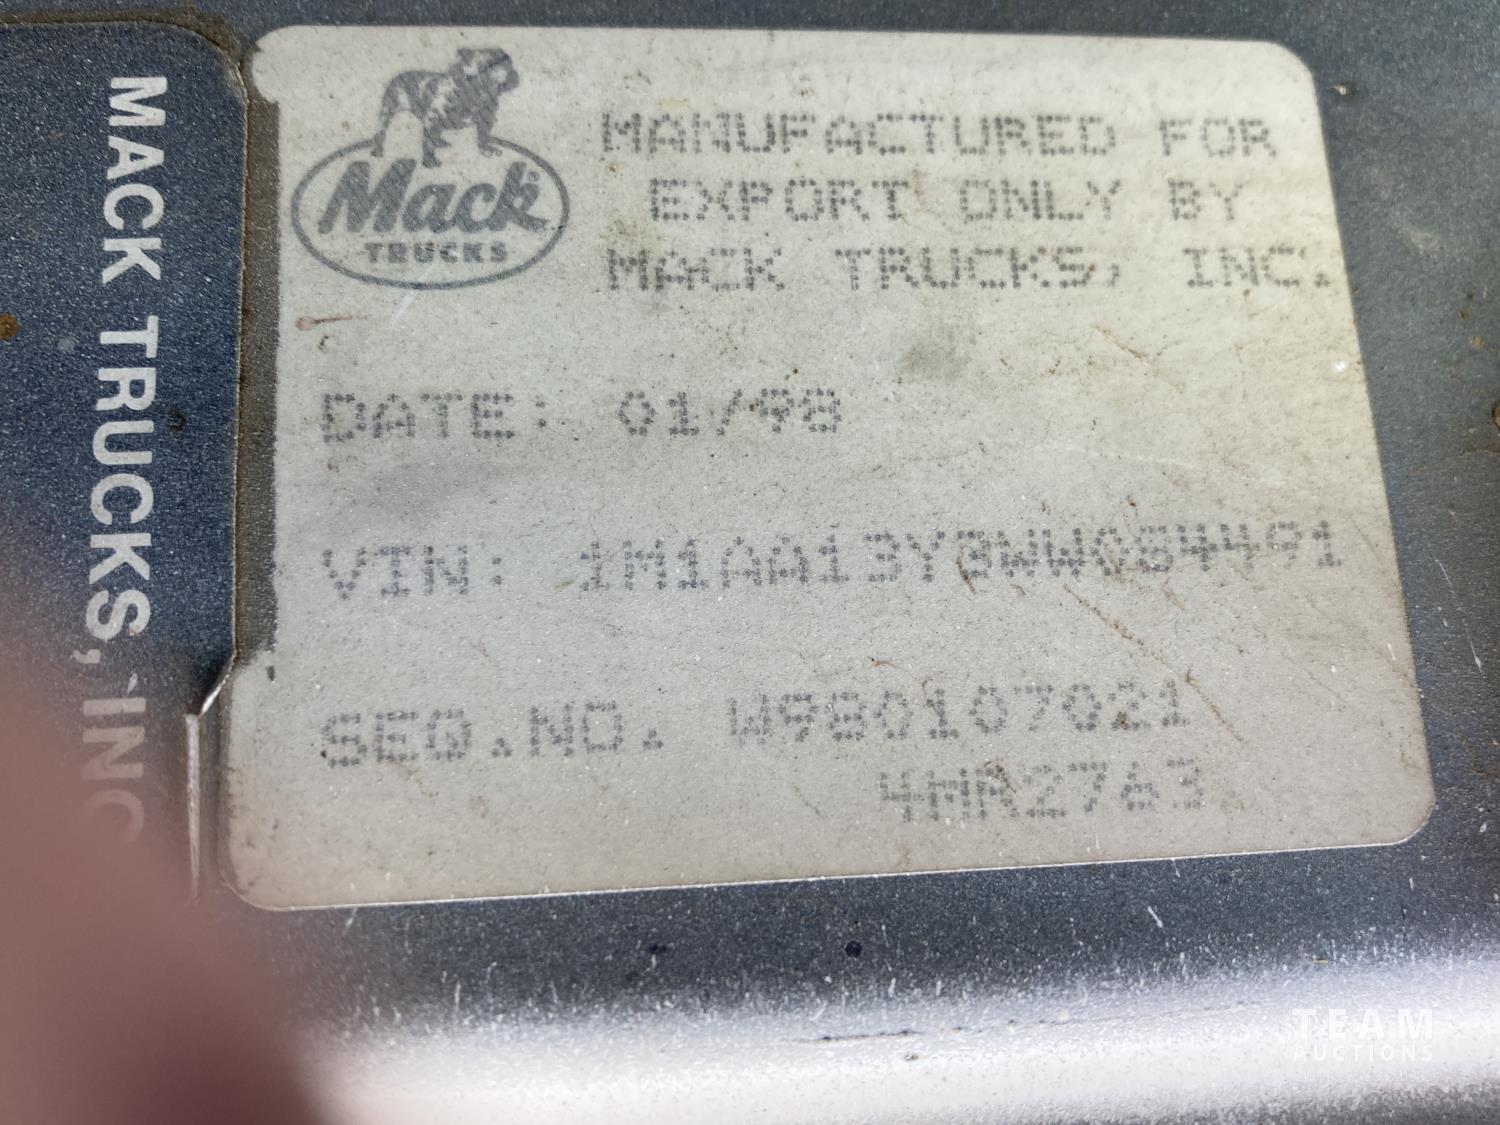 MACK TRUCKS, INC
Mack
TRUCKS
MANUFACTURED FOR
EXPORT ONLY BY
MACK TRUCKS, INC.
DATE: 01/98
VIN: 1M1AA13Y3WW084491
SEQ.NO. W980107021
4MR2763
TEAM
AUCTIONS